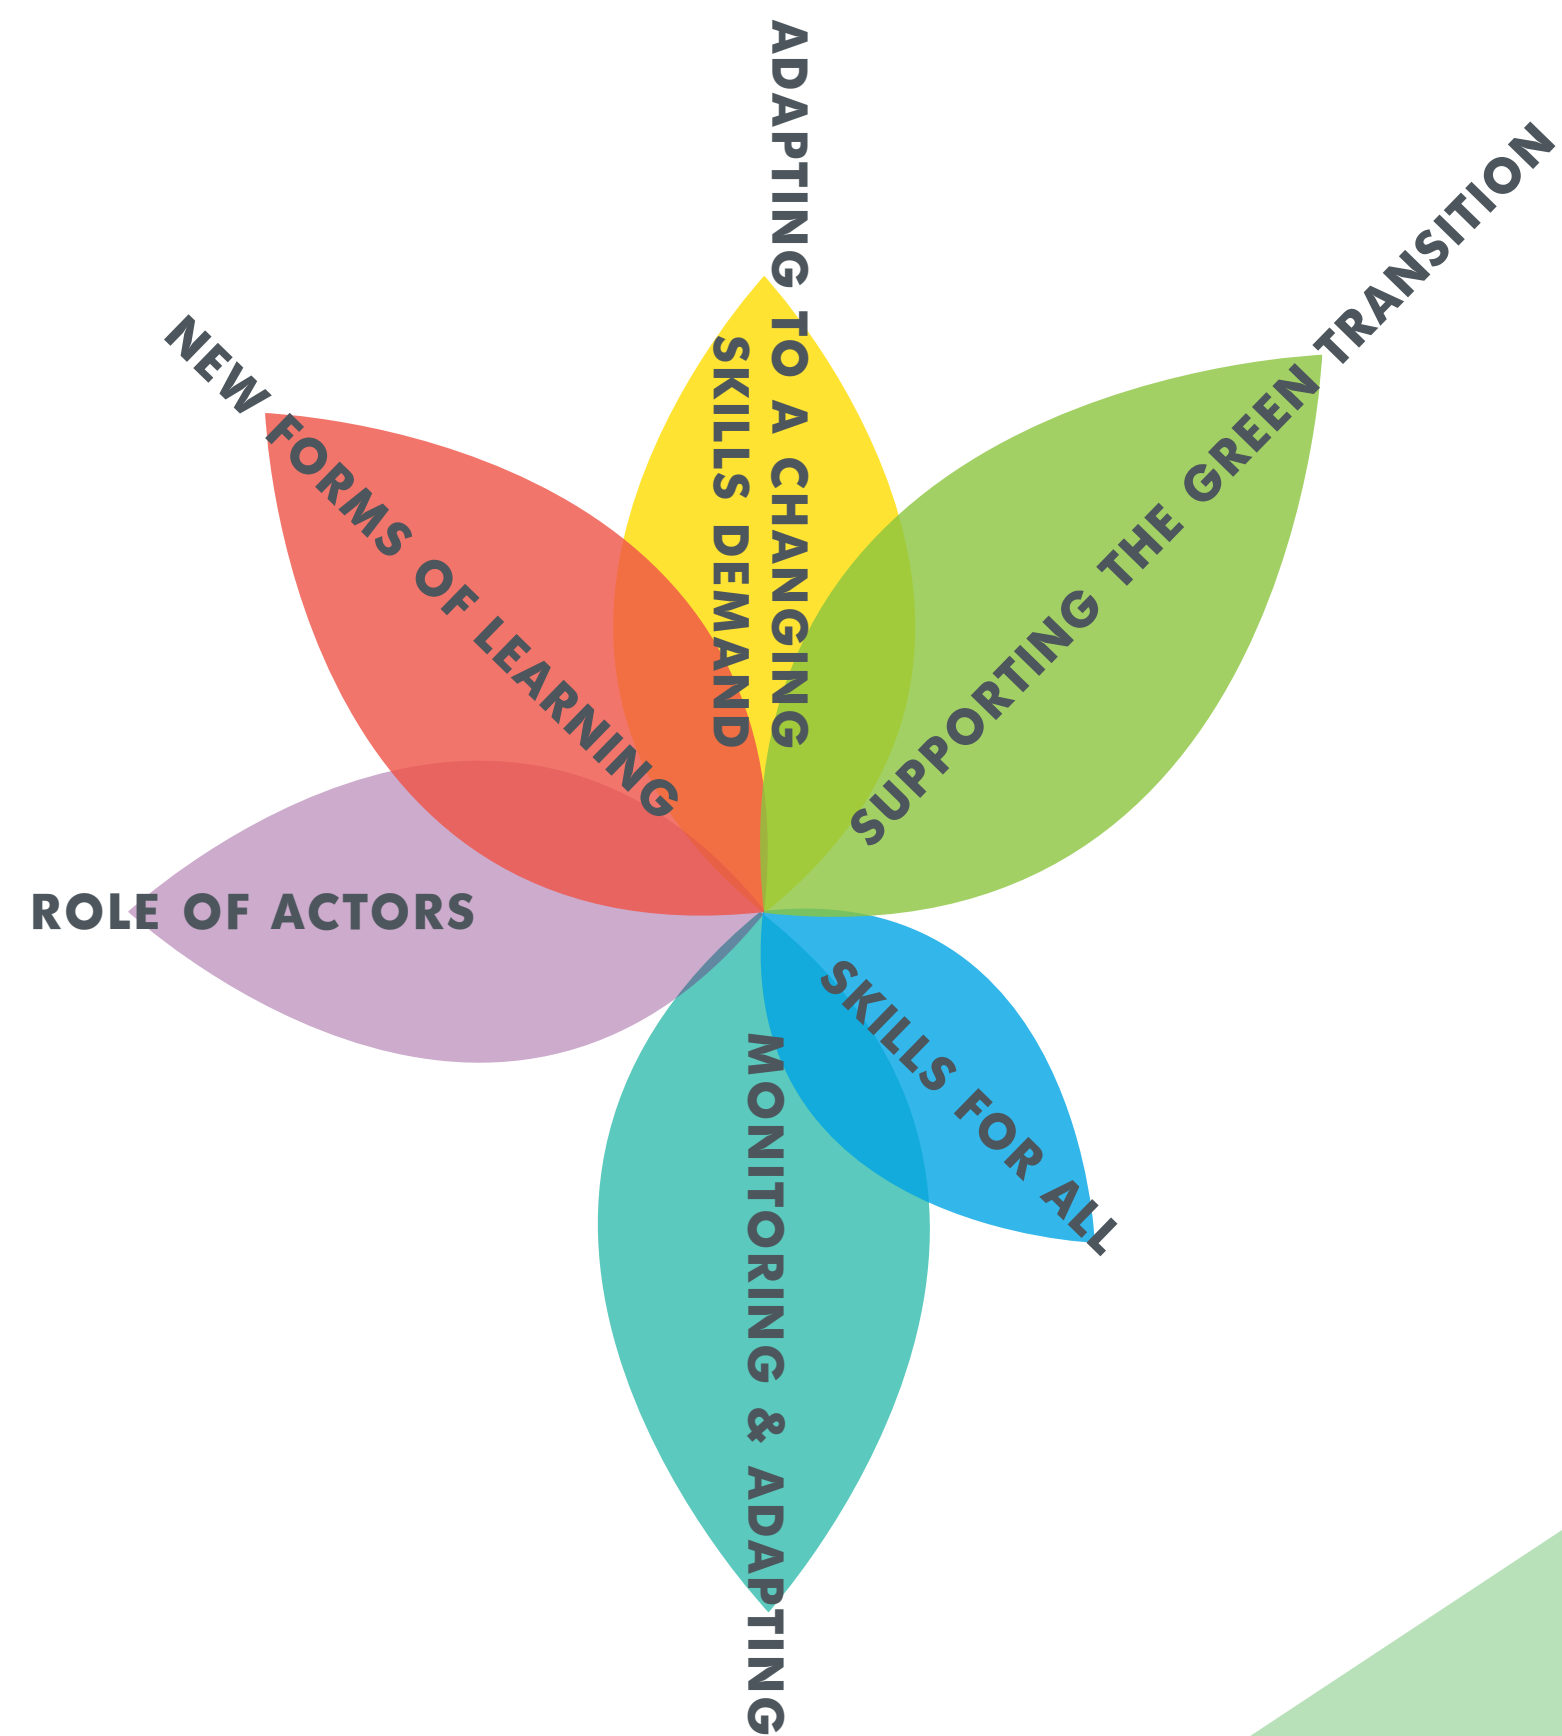 ADAPTING TO A CHANGING
SKILLS DEMAND
SUPPORTING THE GREEN TRANSITION
NEW FORMS OF LEARNING
ROLE OF ACTORS
SKILLS FOR ALL
MONITORING & ADAPTING